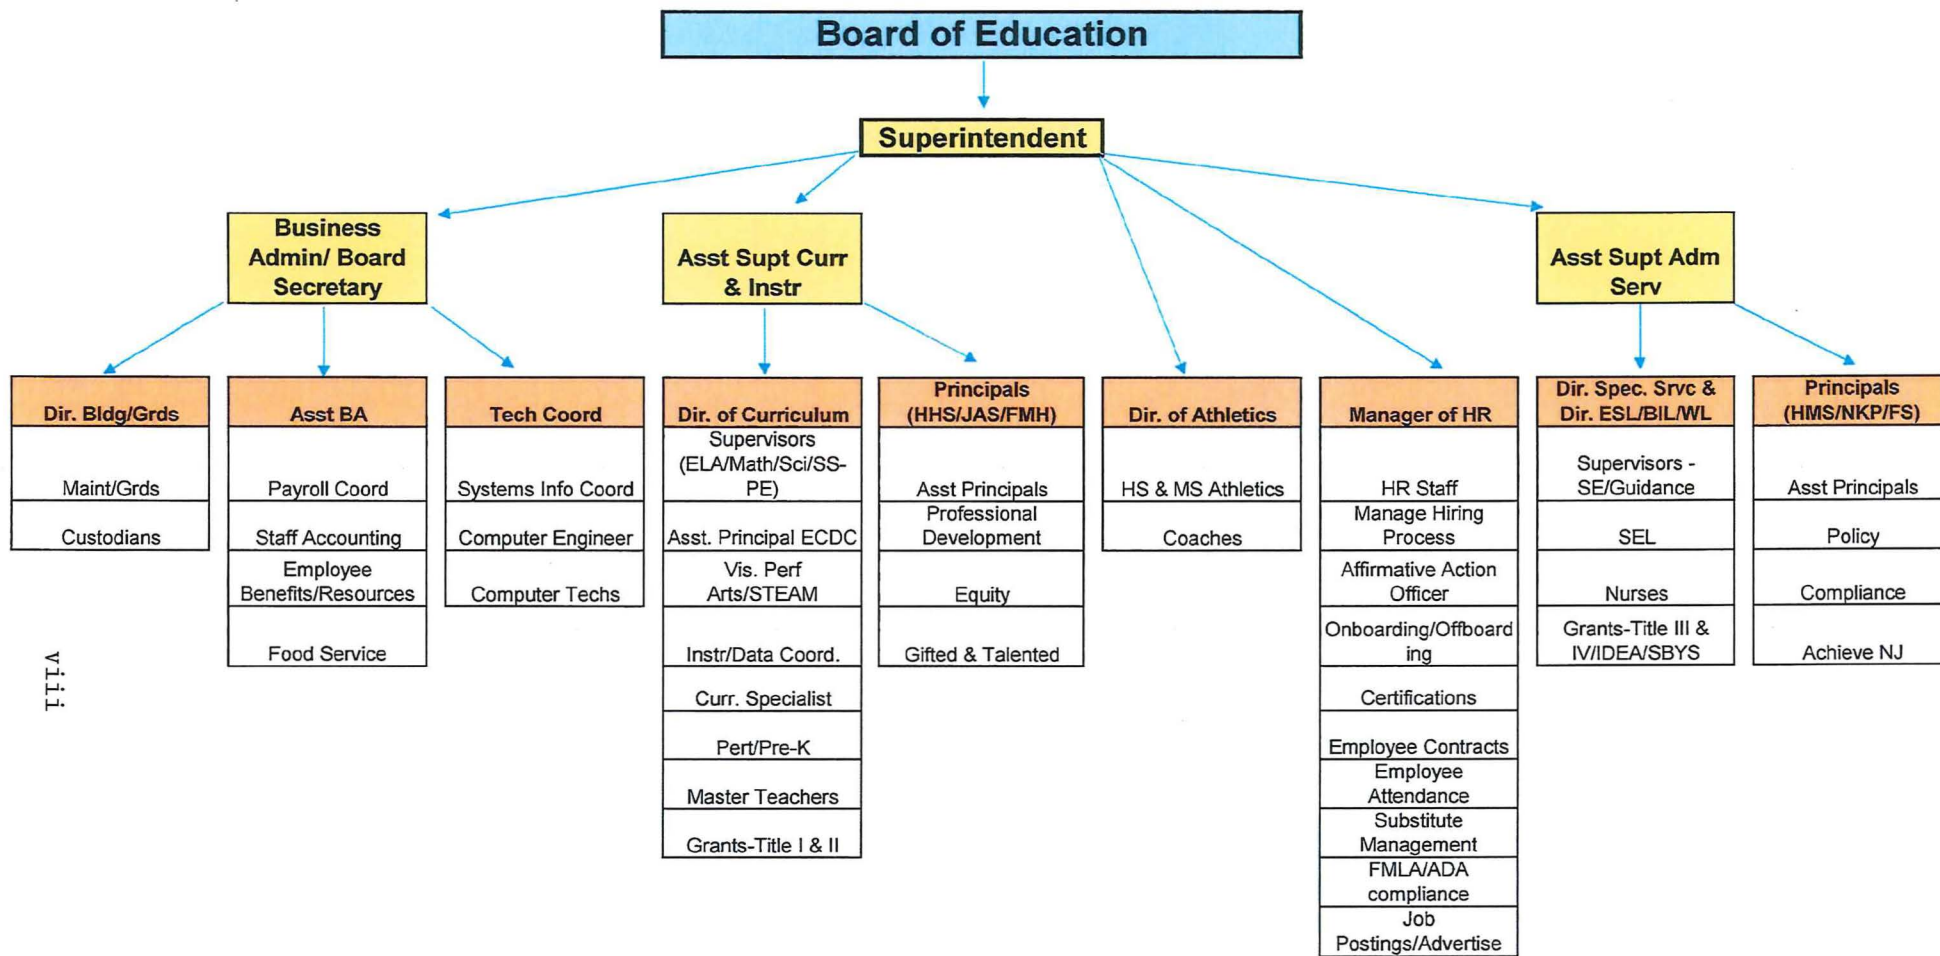 Board of Education
Superintendent
Business
Admin/ Board
Secretary
Asst Supt Curr
& Instr
Asst Supt Adm
Serv
Dir. Bldg/Grds
Maint/Grds
Custodians
Asst BA
Payroll Coord
Staff Accounting
Employee
Benefits/Resources
Food Service
Tech Coord
Systems Info Coord
Computer Engineer
Computer Techs
Dir. of Curriculum
Supervisors
(ELA/Math/Sci/SS-
PE)
Asst. Principal ECDC
Vis. Perf
Arts/STEAM
Instr/Data Coord.
Curr. Specialist
Pert/Pre-K
Master Teachers
Grants-Title I & II
Principals
(HHS/JAS/FMH)
Asst Principals
Professional
Development
Equity
Gifted & Talented
Dir. of Athletics
HS & MS Athletics
Coaches
Manager of HR
HR Staff
Manage Hiring
Process
Affirmative Action
Officer
Onboarding/Offboard
ing
Certifications
Employee Contracts
Employee
Attendance
Substitute
Management
FMLA/ADA
compliance
Job
Postings/Advertise
Dir. Spec. Srvc &
Dir. ESL/BIL/WL
Supervisors -
SE/Guidance
SEL
Nurses
Grants-Title III &
IV/IDEA/SBYS
Principals
(HMS/NKP/FS)
Asst Principals
Policy
Compliance
Achieve NJ
viii